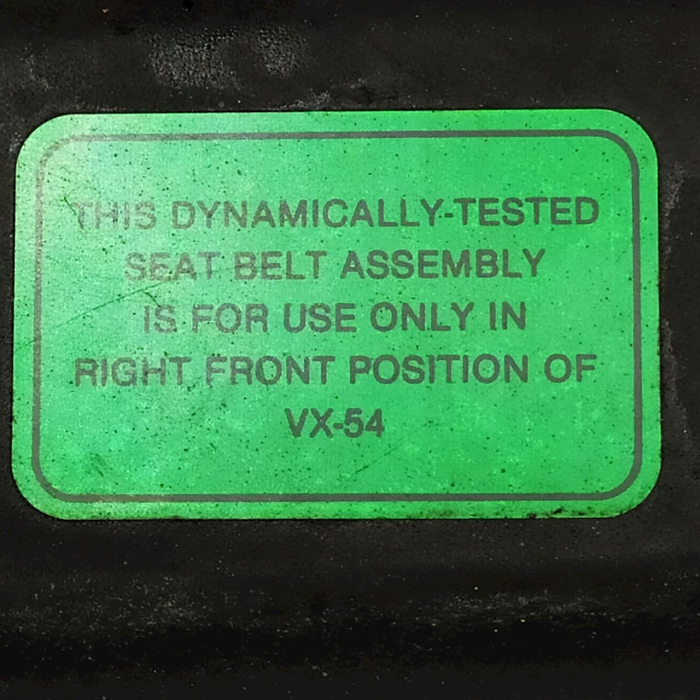 THIS DYNAMICALLY-TESTED
SEAT BELT ASSEMBLY
IS FOR USE ONLY IN
RIGHT FRONT POSITION OF
VX-54